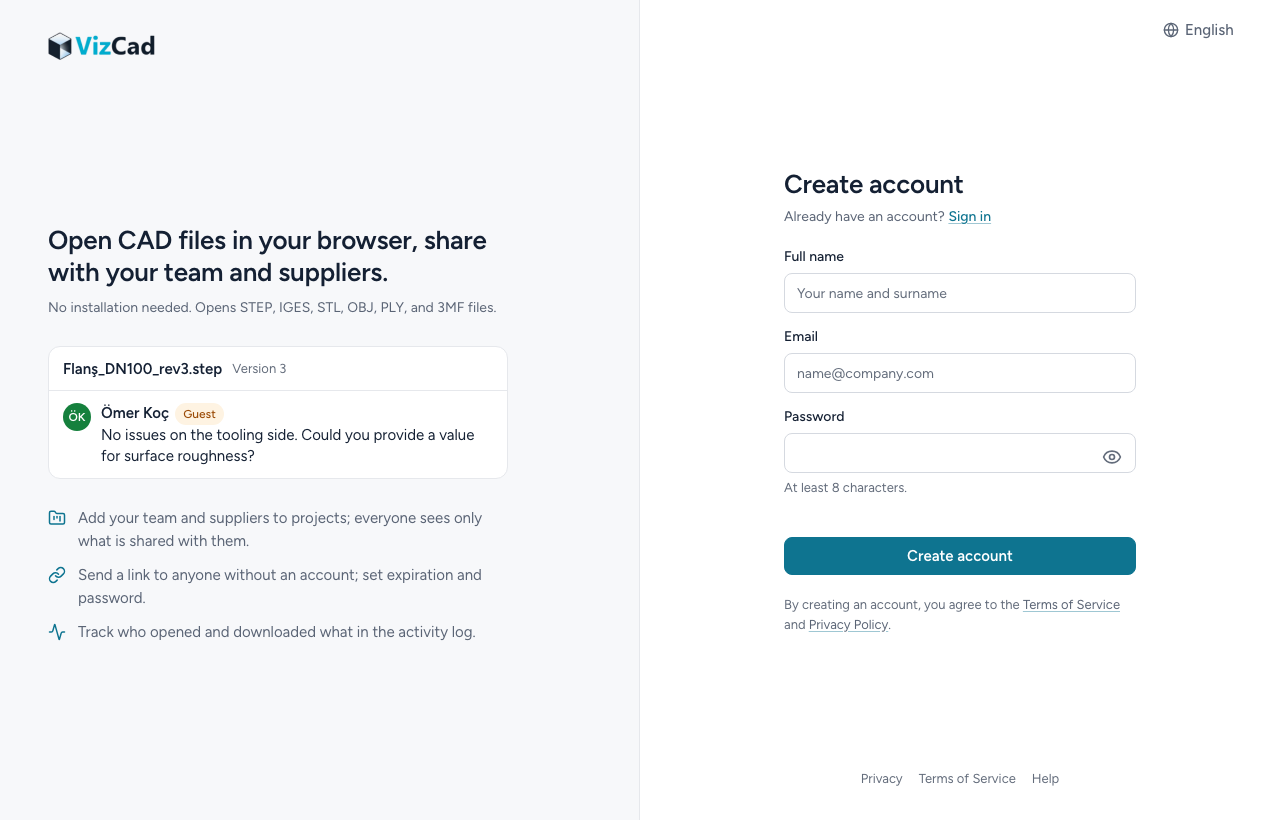 VizCad
Open CAD files in your browser, share
with your team and suppliers.
No installation needed. Opens STEP, IGES, STL, OBJ, PLY, and 3MF files.
Flanş_DN100_rev3.step Version 3
ÖK Ömer Koç Guest
No issues on the tooling side. Could you provide a value
for surface roughness?
Add your team and suppliers to projects; everyone sees only
what is shared with them.
Send a link to anyone without an account; set expiration and
password.
Track who opened and downloaded what in the activity log.
English
Create account
Already have an account? Sign in
Full name
Your name and surname
Email
name@company.com
Password
At least 8 characters.
Create account
By creating an account, you agree to the Terms of Service
and Privacy Policy.
Privacy Terms of Service Help